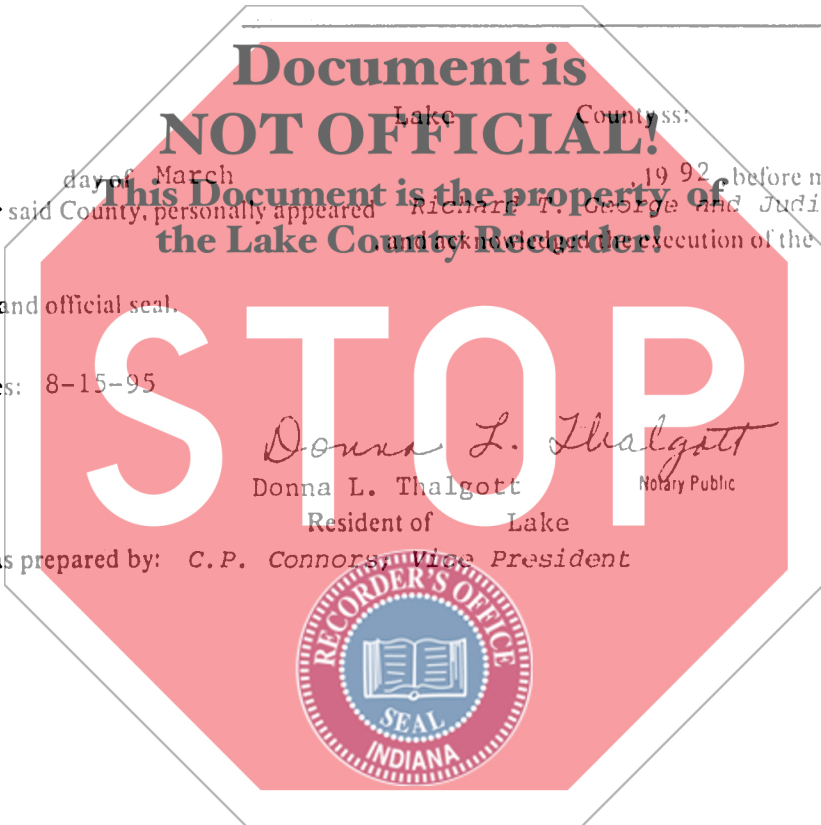 Document is
Lake County ss:
NOT OFFICIAL!
day of March 19 92, before m
This Document is the property of
said County, personally appeared Richard T. George and Judi
the Lake County Recorder!
and acknowledged the execution of the
and official seal.
STOP
s: 8-15-95
Donna L. Thalgott
Donna L. Thalgott Notary Public
Resident of Lake
s prepared by: C.P. Connors, Vice President
RECORDER'S OFFICE
SEAL
INDIANA